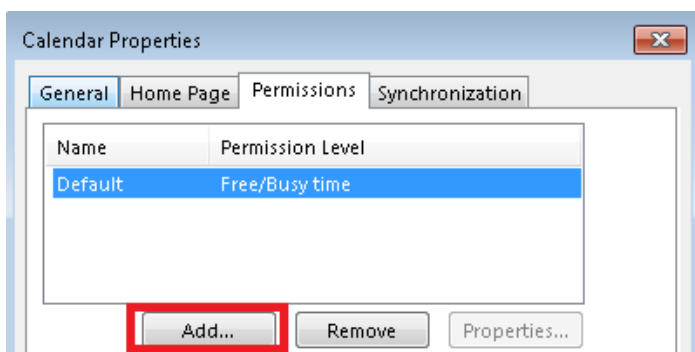 Calendar Properties
General Home Page Permissions Synchronization
Name Permission Level
Default Free/Busy time
Add... Remove Properties...